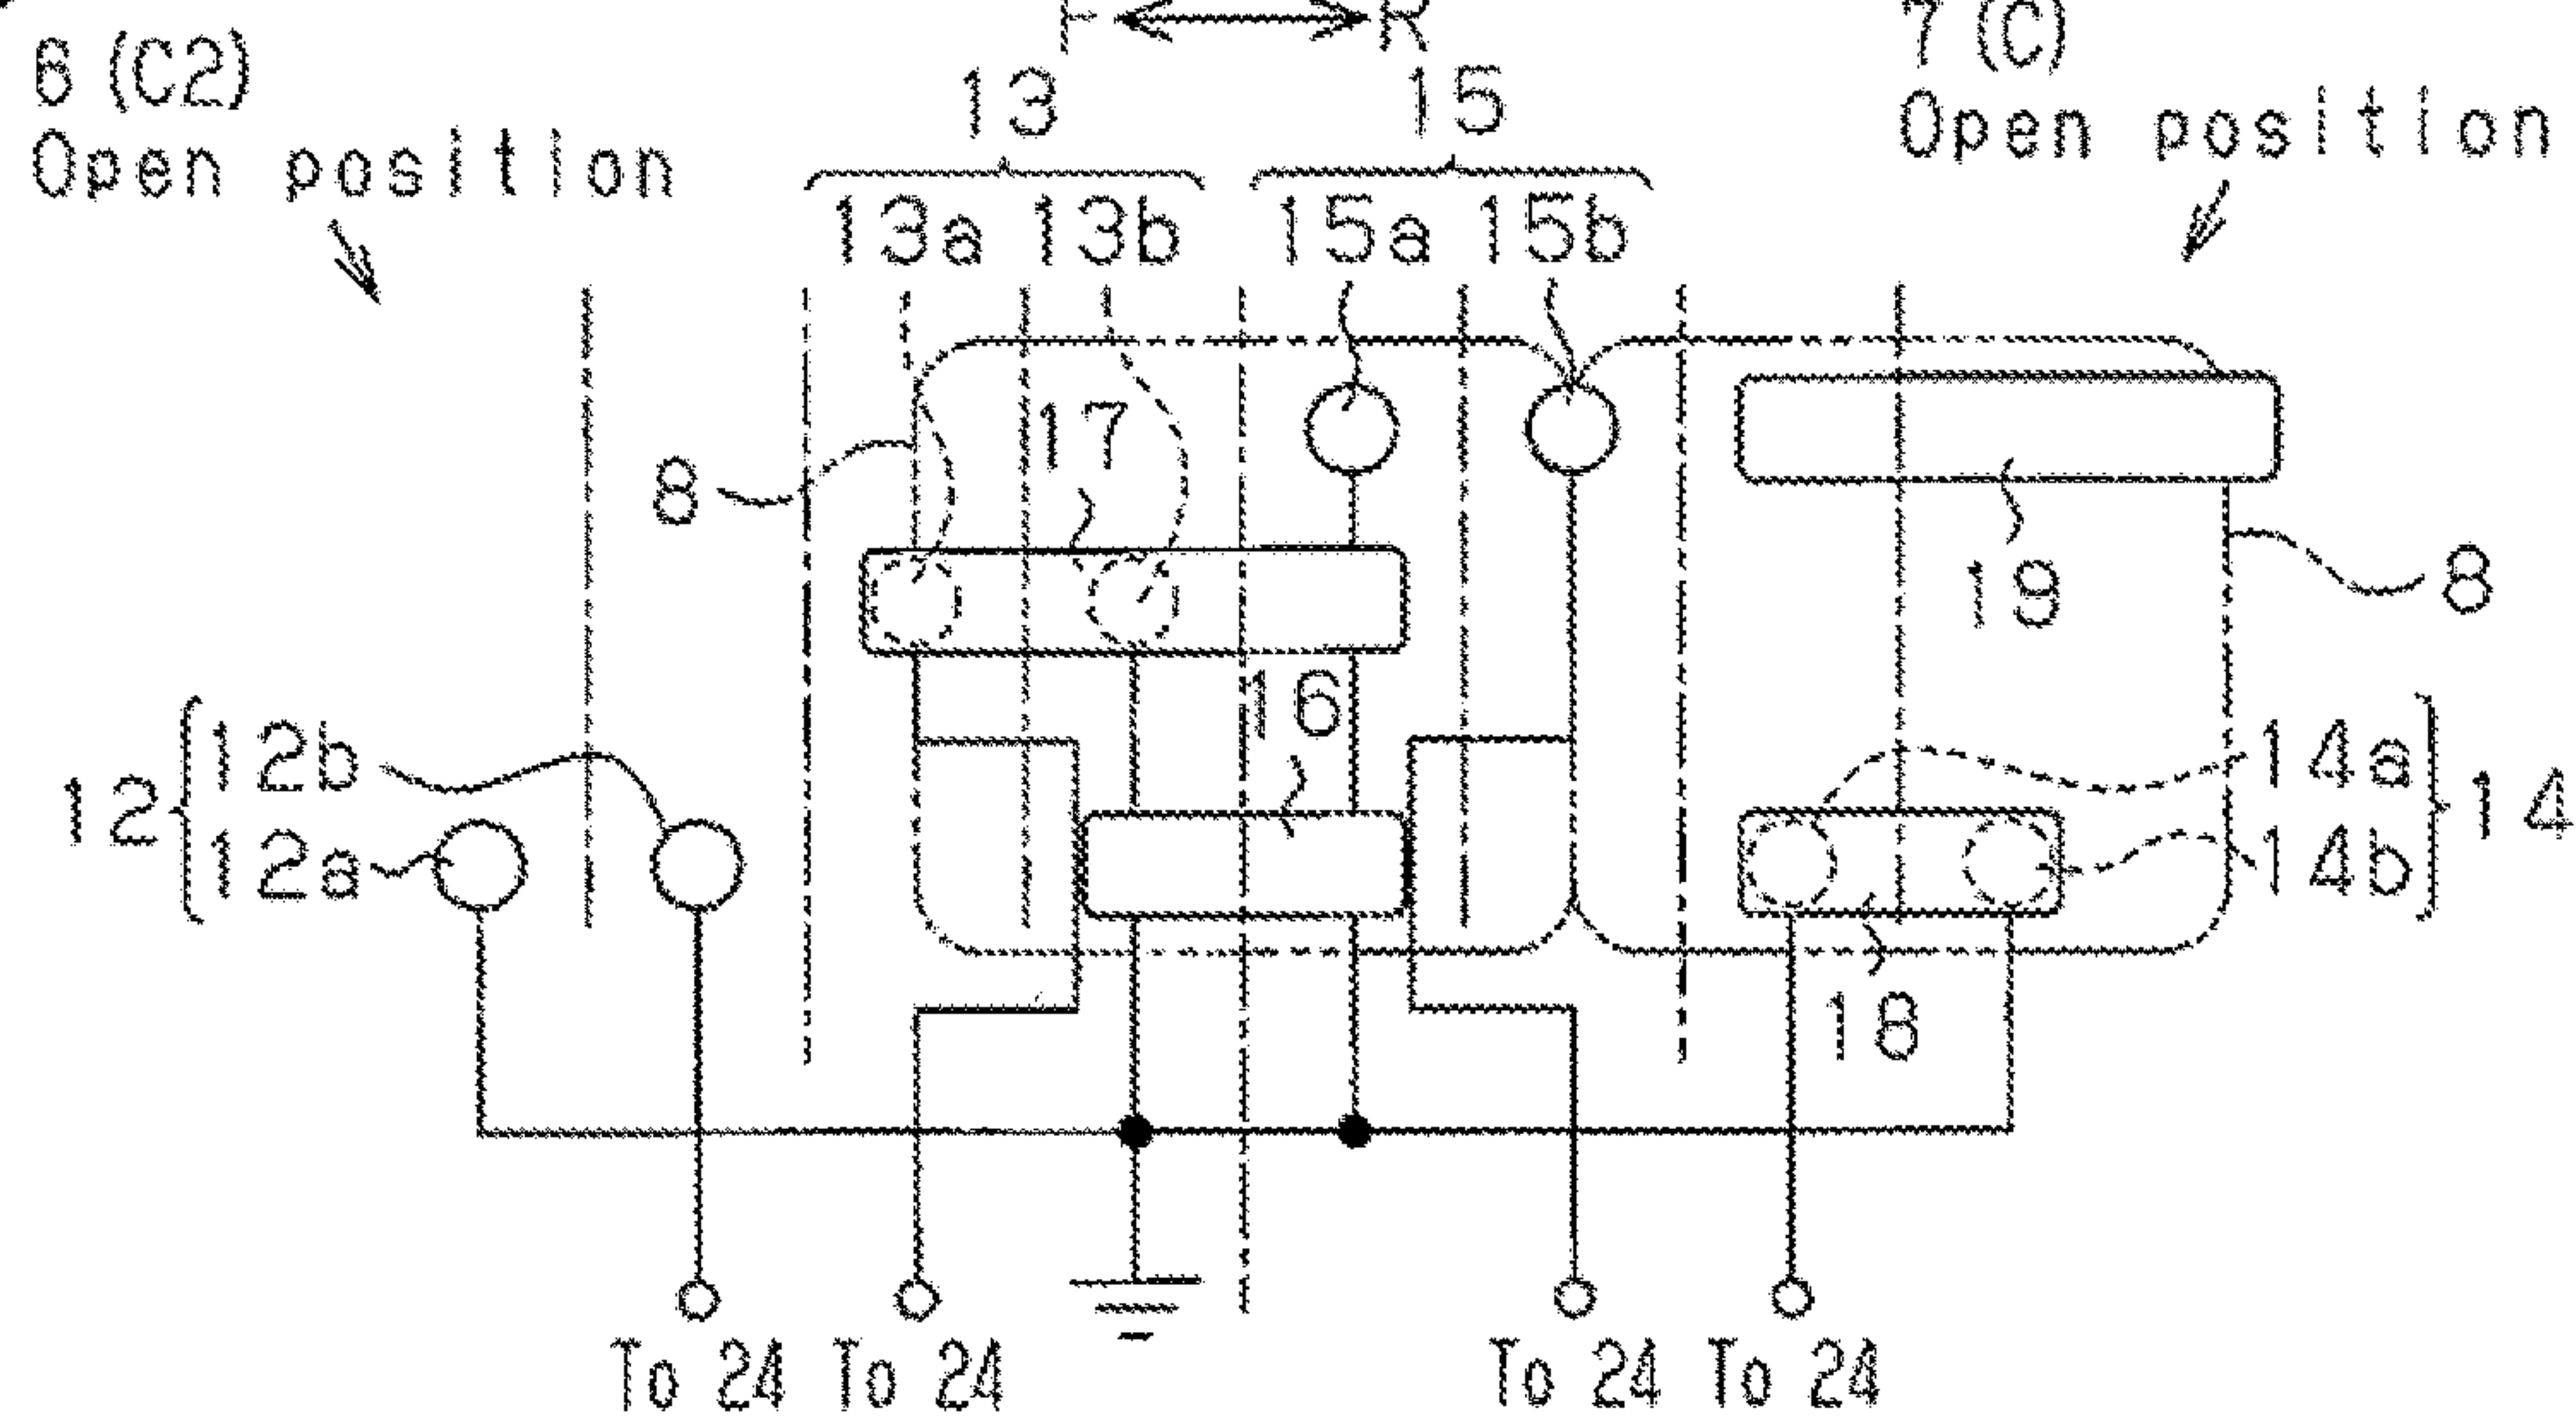 F R
6 (C2)
Open position
7 (C)
Open position
13 15
13a 13b 15a 15b
17
8
19
8
16
12 12b
12a
14a 14
14b
18
To 24 To 24 To 24 To 24